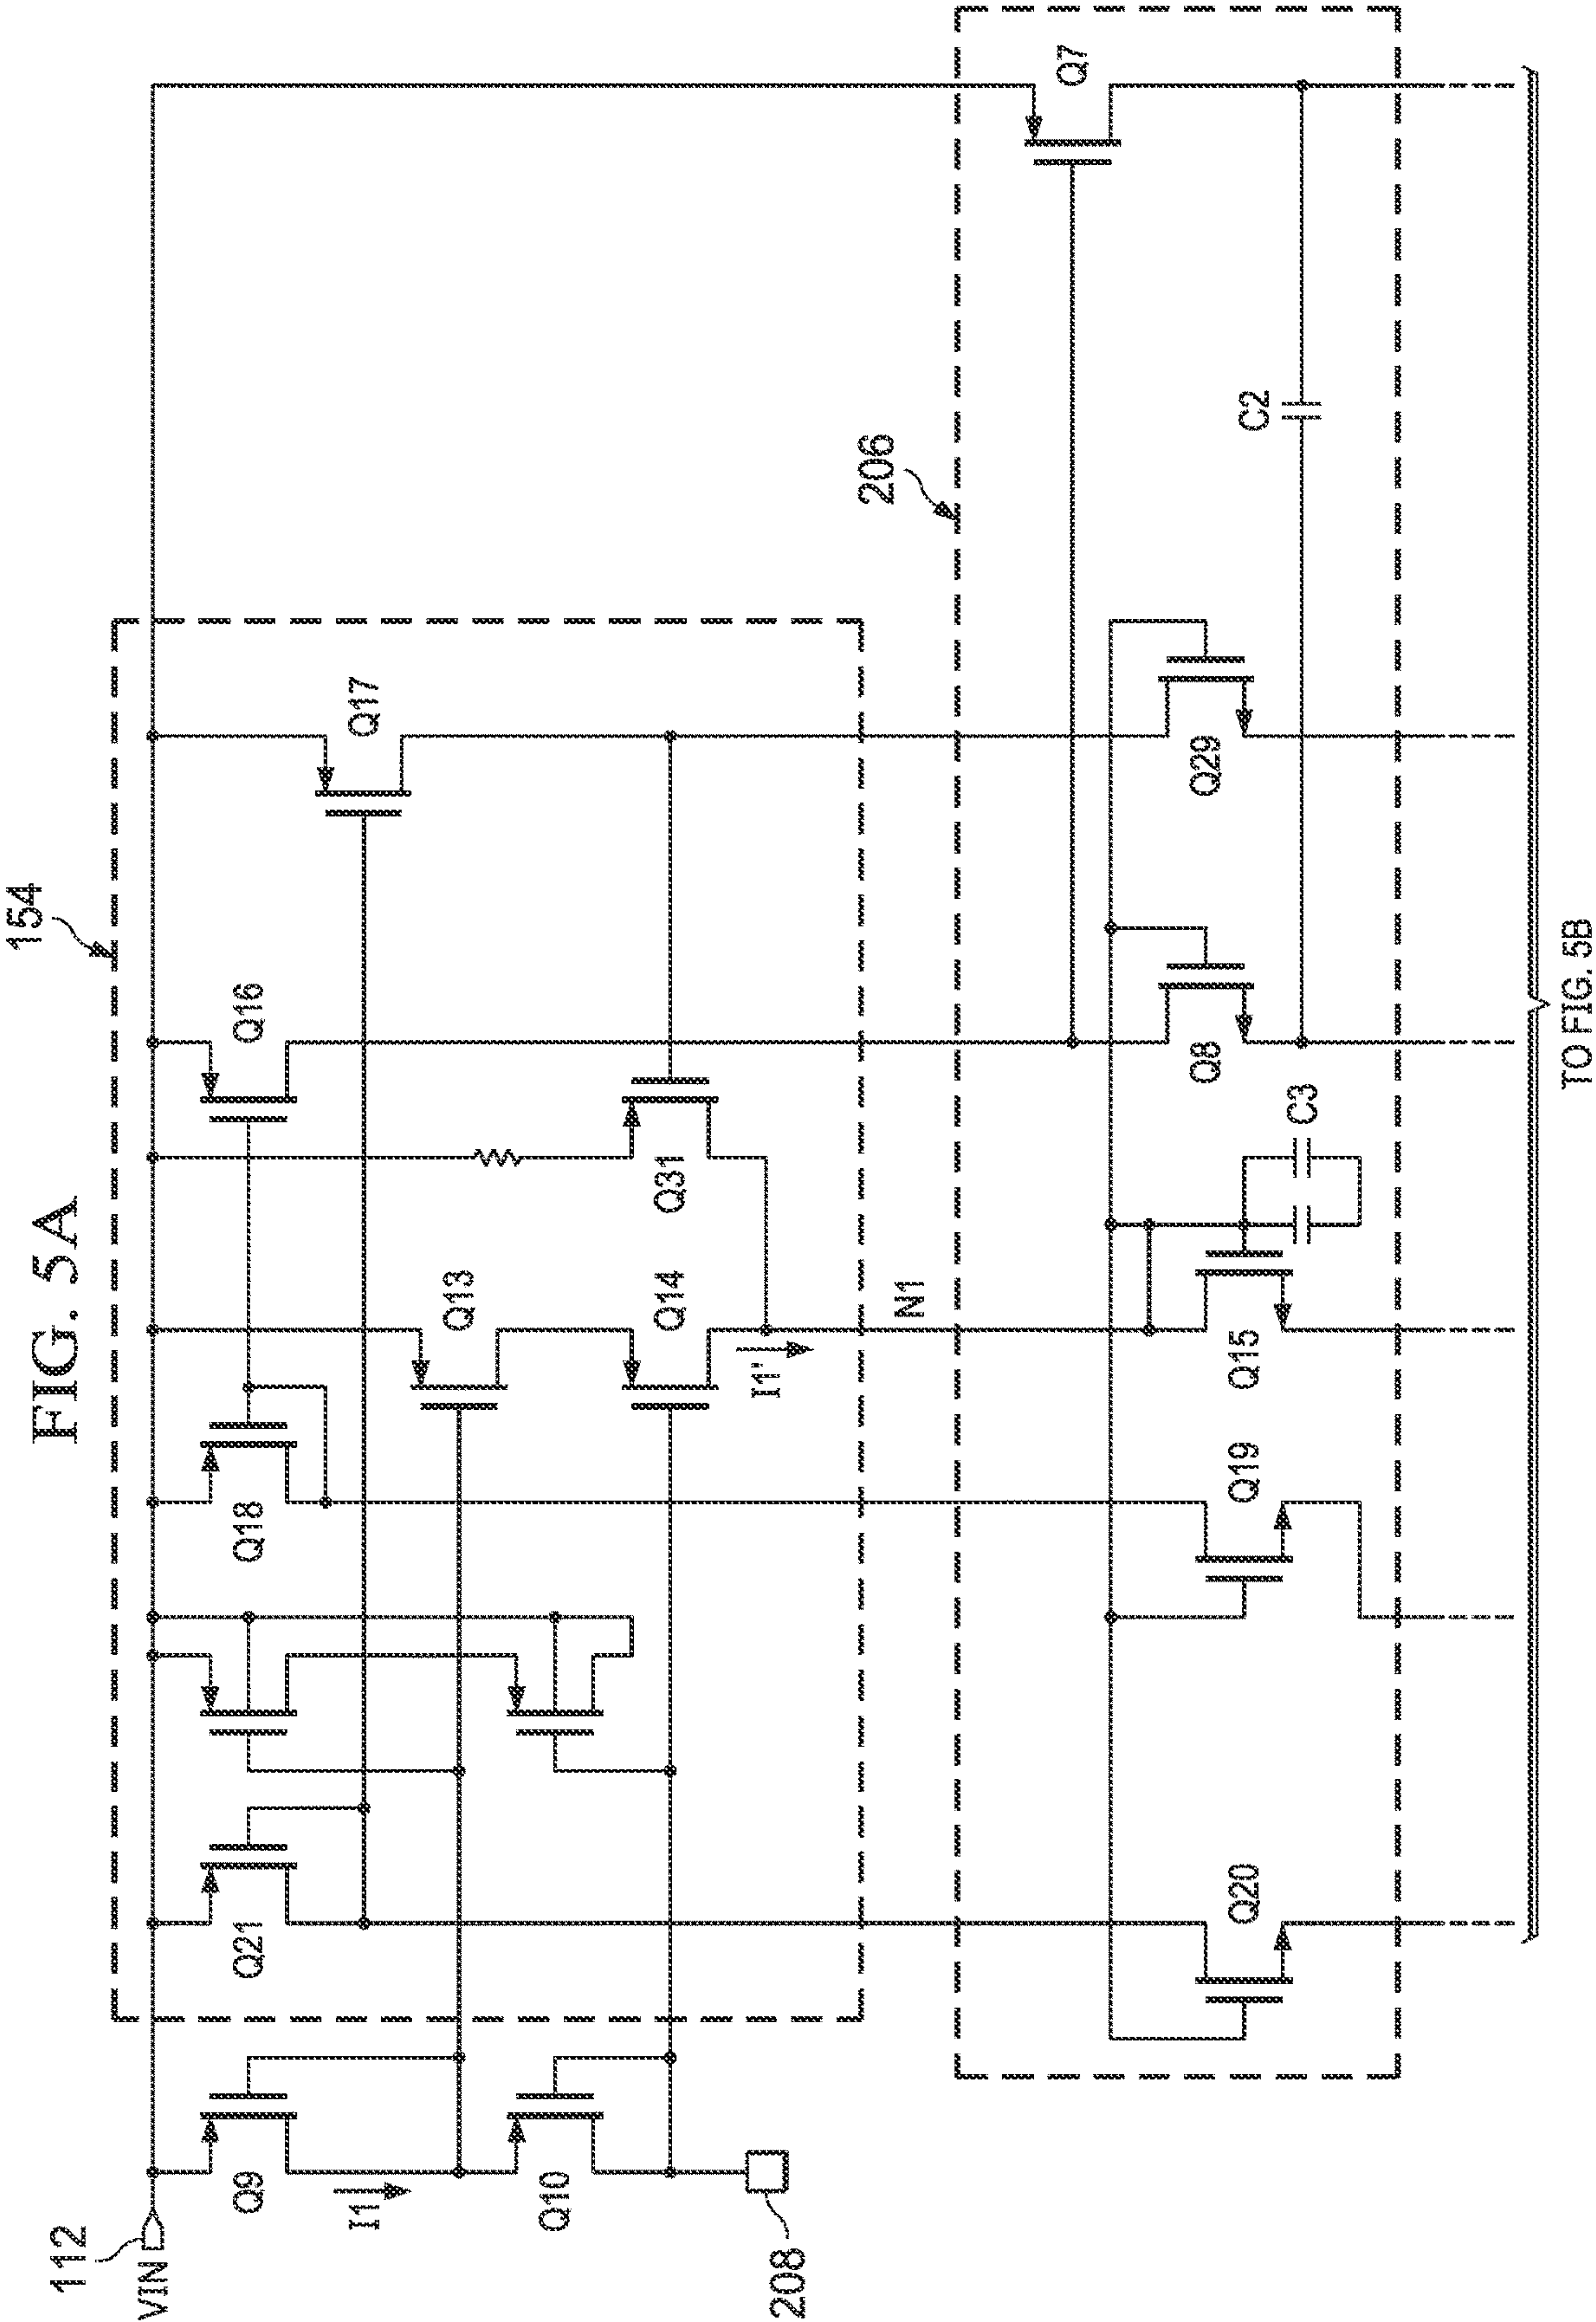 FIG. 5A
112
VIN
154
Q9
I1
Q10
208
Q21
Q18
Q16
Q17
Q13
Q14
Q31
I1"
N1
206
Q7
Q20
Q19
Q15
C3
Q8
Q29
C2
TO FIG. 5B